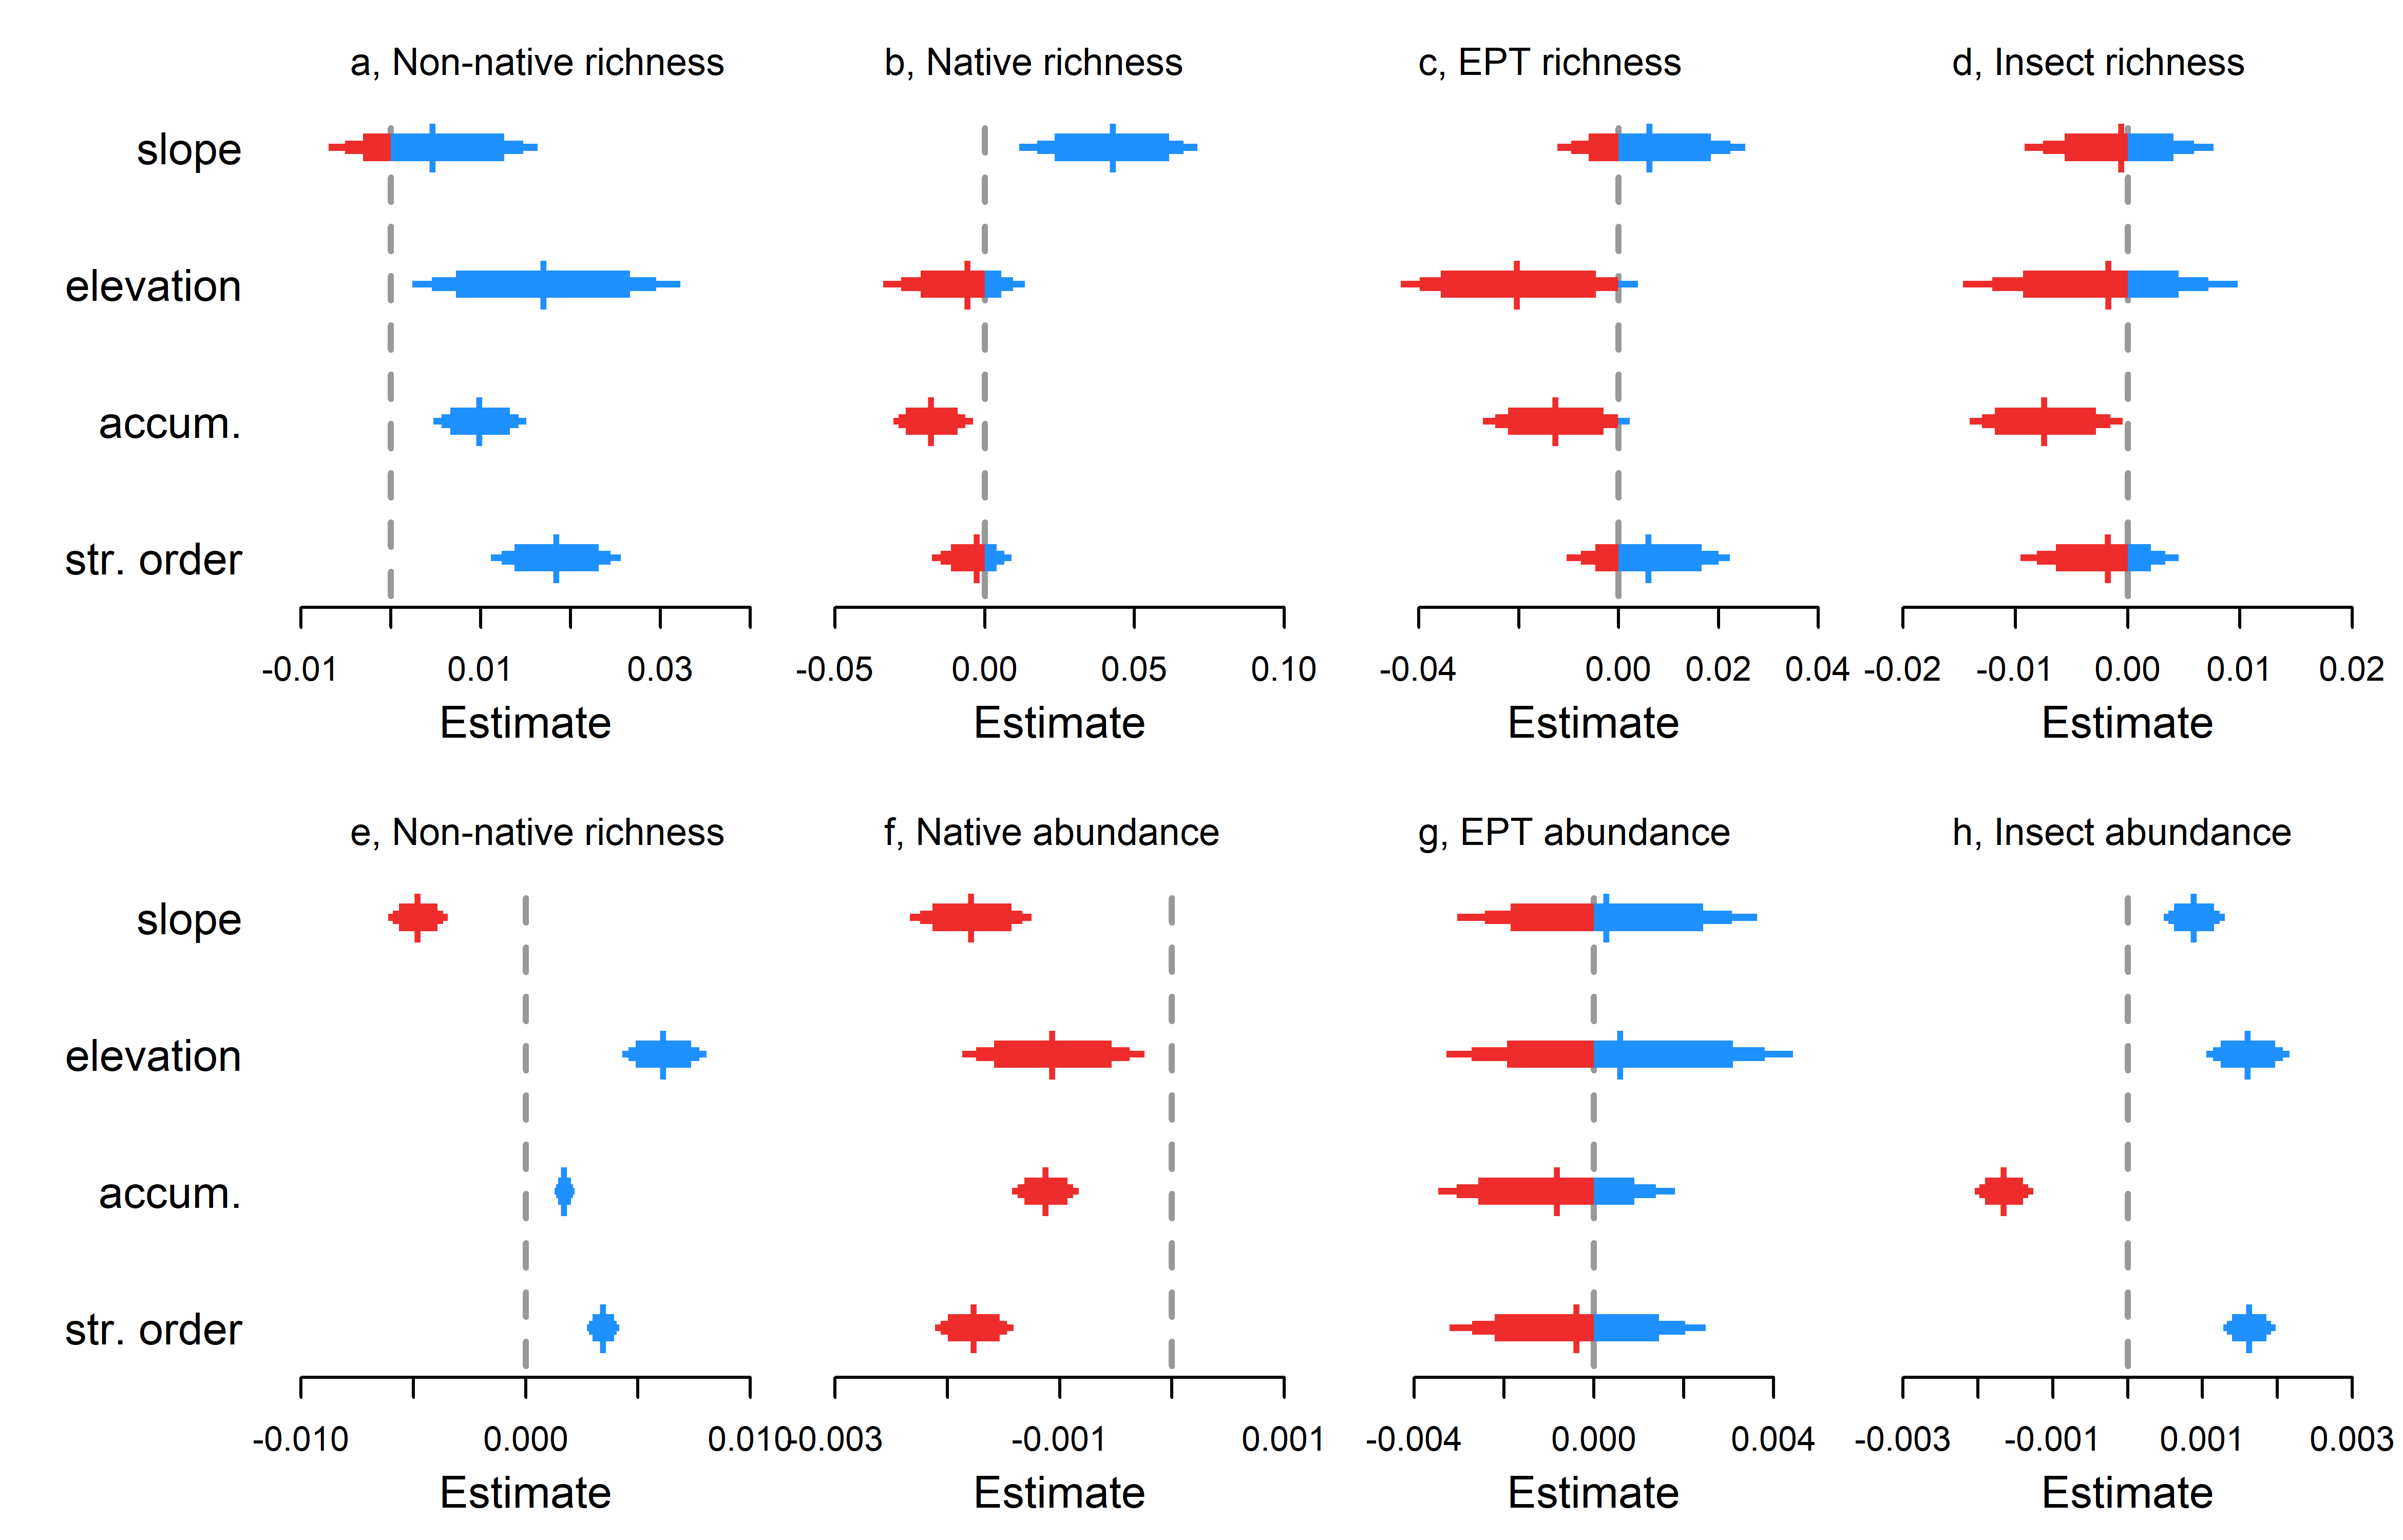 a, Non-native richness
b, Native richness
c, EPT richness
d, Insect richness
slope
elevation
accum.
str. order
-0.01 0.01 0.03
-0.05 0.00 0.05 0.10
-0.04 0.00 0.02 0.04
-0.02 -0.01 0.00 0.01 0.02
Estimate
Estimate
Estimate
Estimate
e, Non-native richness
f, Native abundance
g, EPT abundance
h, Insect abundance
slope
elevation
accum.
str. order
-0.010 0.000 0.010
-0.003 -0.001 0.001
-0.004 0.000 0.004
-0.003 -0.001 0.001 0.003
Estimate
Estimate
Estimate
Estimate